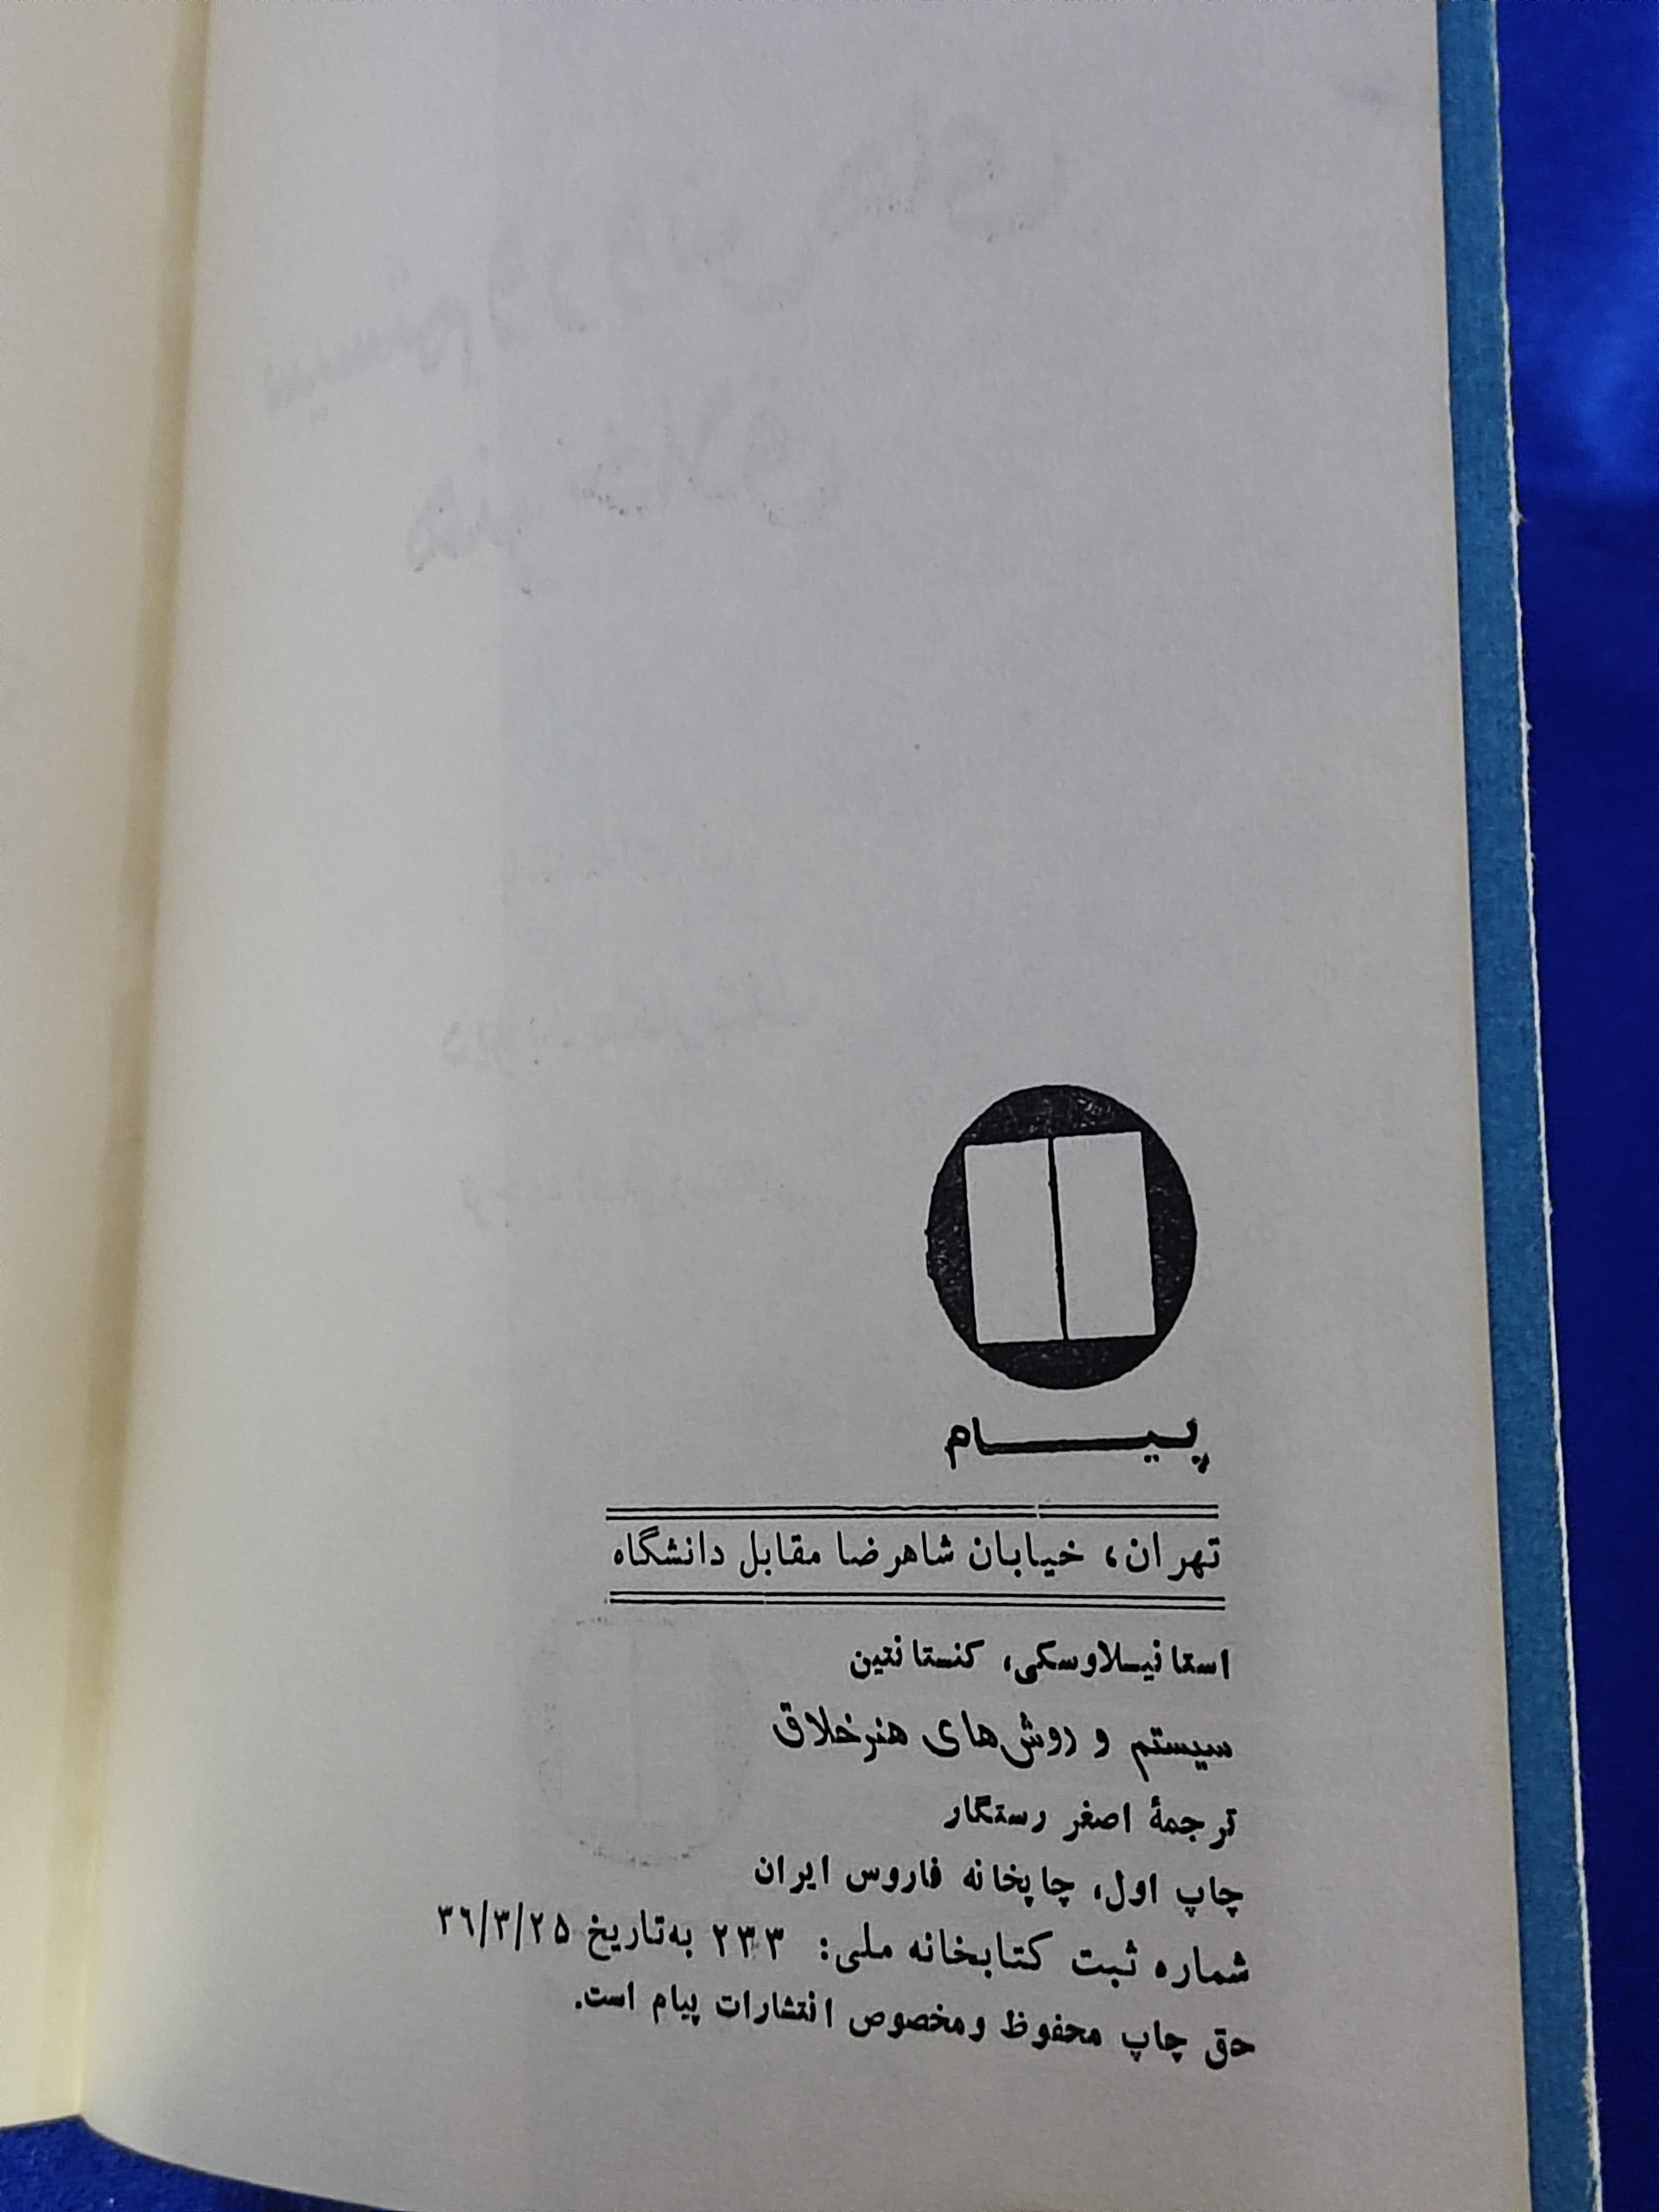 پیام
تهران، خیابان شاهرضا مقابل دانشگاه
استانیسلاوسکی، کنستانتین
سیستم و روش‌های هنرخلاق
ترجمهٔ اصغر رستگار
چاپ اول، چاپخانه فاروس ایران
شماره ثبت کتابخانه ملی: ۲۳۳ به‌تاریخ ۳۶/۳/۲۵
حق چاپ محفوظ ومخصوص انتشارات پیام است.